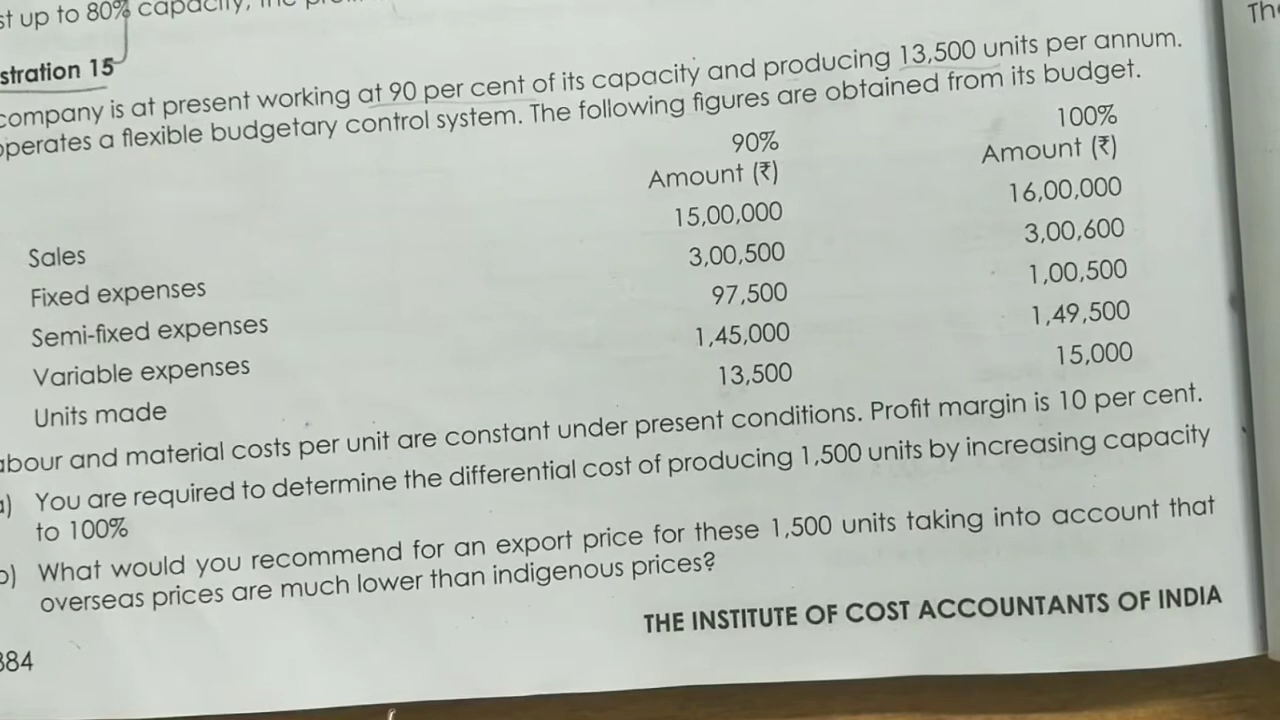 st up to 80% capacity,
stration 15
company is at present working at 90 per cent of its capacity and producing 13,500 units per annum.
operates a flexible budgetary control system. The following figures are obtained from its budget.
90% 100%
Amount (₹) Amount (₹)
Sales 15,00,000 16,00,000
Fixed expenses 3,00,500 3,00,600
Semi-fixed expenses 97,500 1,00,500
Variable expenses 1,45,000 1,49,500
Units made 13,500 15,000
abour and material costs per unit are constant under present conditions. Profit margin is 10 per cent.
a) You are required to determine the differential cost of producing 1,500 units by increasing capacity
to 100%
b) What would you recommend for an export price for these 1,500 units taking into account that
overseas prices are much lower than indigenous prices?
THE INSTITUTE OF COST ACCOUNTANTS OF INDIA
384
The